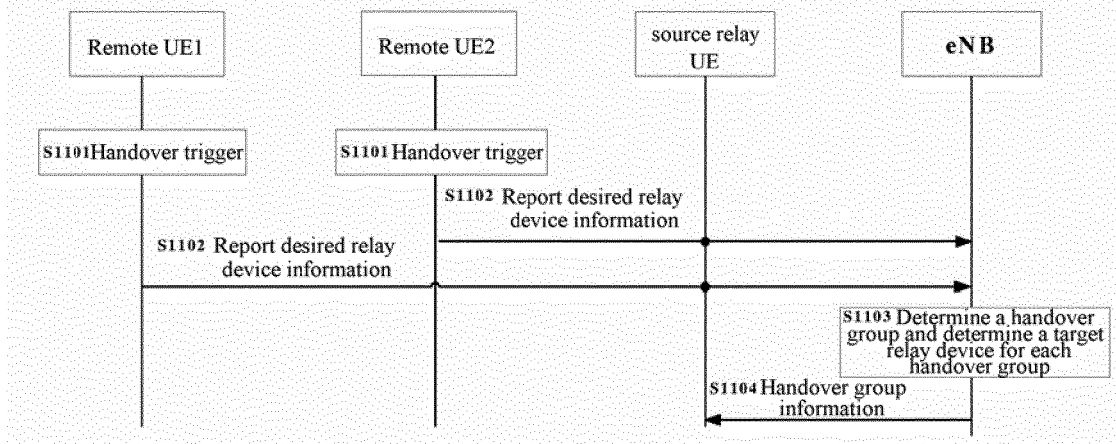 Remote UE1
Remote UE2
source relay
UE
eNB
S1101Handover trigger
S1101 Handover trigger
S1102 Report desired relay
device information
S1102 Report desired relay
device information
S1103 Determine a handover
group and determine a target
relay device for each
handover group
S1104 Handover group
information